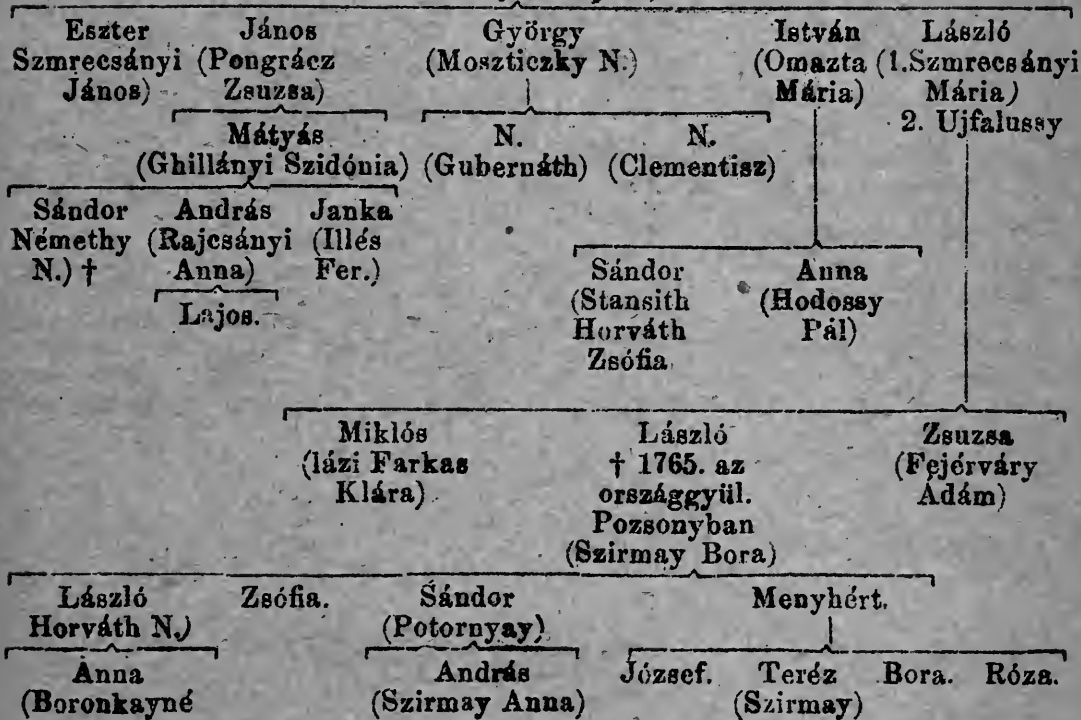 Eszter János György István László
Szmrecsányi (Pongrácz (Moszticzky N.) (Omazta (1.Szmrecsányi
János) Zsuzsa) Mária) Mária)
Mátyás 2. Ujfalussy
(Ghillányi Szidónia) N. N.
(Gubernáth) (Clementisz)
Sándor András Janka
Némethy (Rajcsányi (Illés
N.) † Anna) Fer.)
Lajos.
Sándor Anna
(Stansith (Hodossy
Horváth Pál)
Zsófia
Miklós László Zsuzsa
(lázi Farkas † 1765. az (Fejérváry
Klára) országgyül. Ádám)
Pozsonyban
(Szirmay Bora)
László Zsófia. Sándor Menyhért.
Horváth N.) (Potornyay)
Anna András József. Teréz Bora. Róza.
(Boronkayné (Szirmay Anna) (Szirmay)